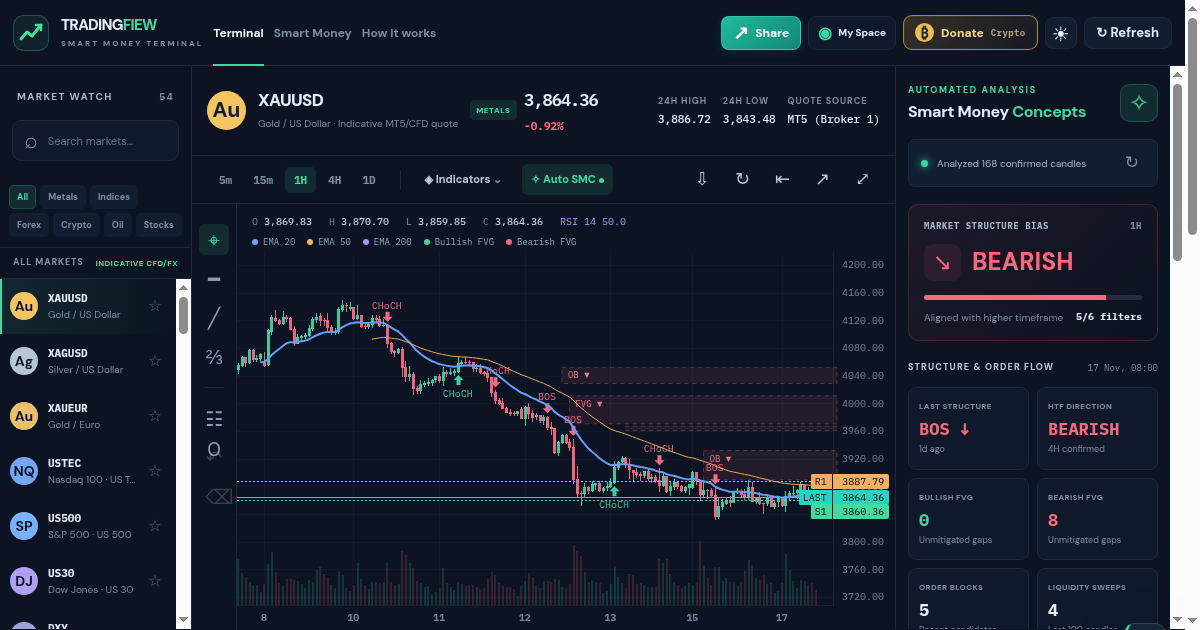 TRADINGFIEW
SMART MONEY TERMINAL
Terminal Smart Money How it works
Share
My Space
Donate Crypto
↻ Refresh
MARKET WATCH 54
Search markets...
All Metals Indices
Forex Crypto Oil Stocks
ALL MARKETS INDICATIVE CFD/FX
Au XAUUSD
Gold / US Dollar
Ag XAGUSD
Silver / US Dollar
Au XAUEUR
Gold / Euro
NQ USTEC
Nasdaq 100 · US T...
SP US500
S&P 500 · US 500
DJ US30
Dow Jones · US 30
Au XAUUSD
Gold / US Dollar · Indicative MT5/CFD quote
METALS
3,864.36
-0.92%
24H HIGH 24H LOW QUOTE SOURCE
3,886.72 3,843.48 MT5 (Broker 1)
5m 15m 1H 4H 1D
Indicators
Auto SMC
O 3,869.83 H 3,870.70 L 3,859.85 C 3,864.36 RSI 14 50.0
EMA 20 EMA 50 EMA 200 Bullish FVG Bearish FVG
4200.00
4160.00
4120.00
4080.00
4040.00
4000.00
3960.00
3920.00
R1 3887.79
LAST 3864.36
S1 3860.36
3800.00
3760.00
3720.00
CHoCH
CHoCH
BOS
BOS
CHoCH
CHoCH
BOS
OB ▼
FVG ▼
OB ▼
8 10 11 12 13 15 17
AUTOMATED ANALYSIS
Smart Money Concepts
Analyzed 168 confirmed candles
MARKET STRUCTURE BIAS 1H
↘ BEARISH
Aligned with higher timeframe 5/6 filters
STRUCTURE & ORDER FLOW 17 Nov, 08:00
LAST STRUCTURE
BOS ↓
1d ago
HTF DIRECTION
BEARISH
4H confirmed
BULLISH FVG
0
Unmitigated gaps
BEARISH FVG
8
Unmitigated gaps
ORDER BLOCKS
5
LIQUIDITY SWEEPS
4